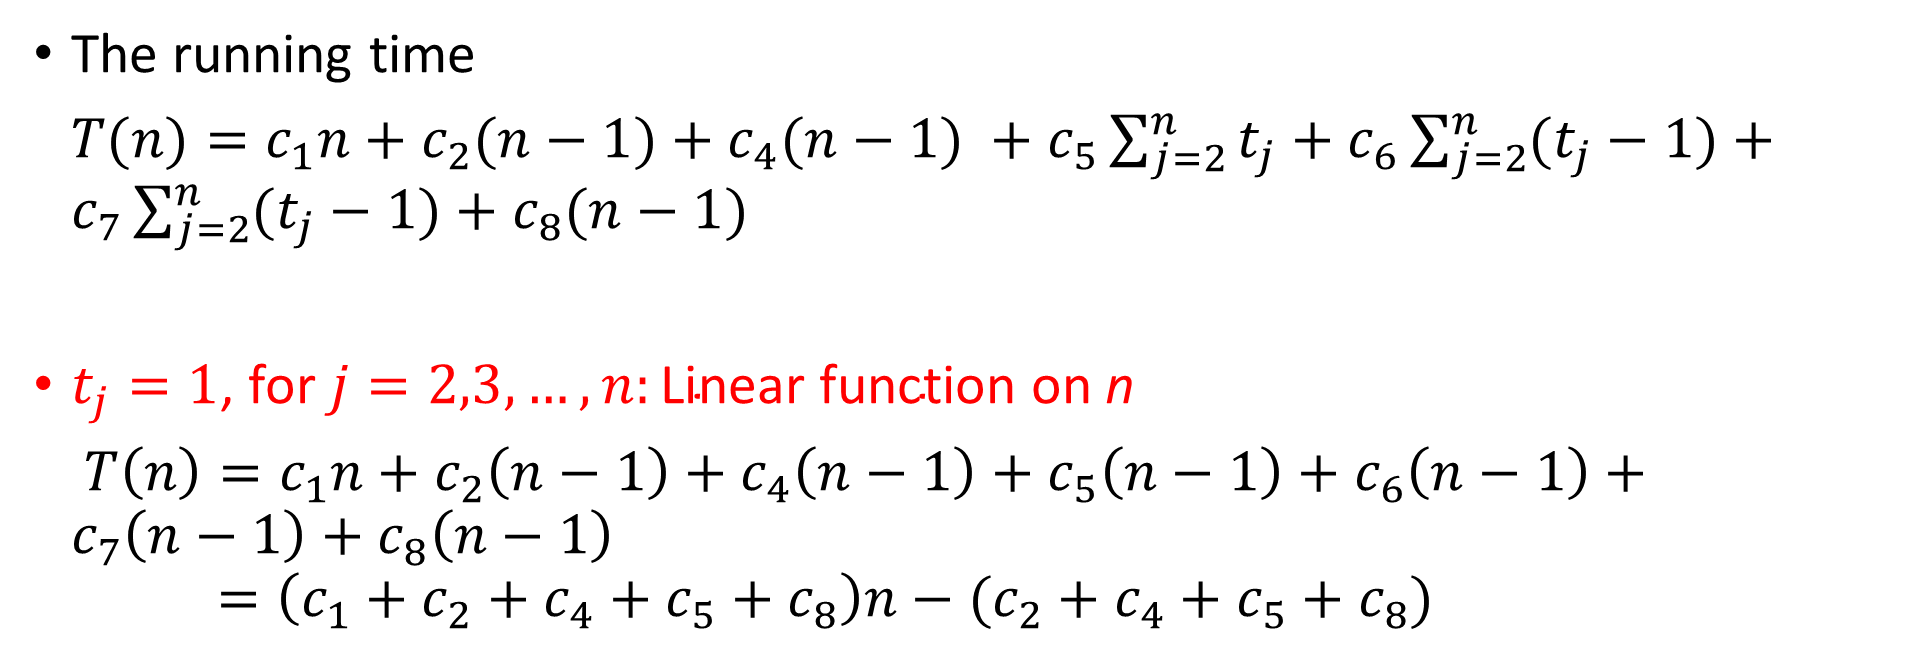 • The running time
T(n) = c₁n + c₂(n − 1) + c₄(n − 1) + c₅ ∑ⁿⱼ₌₂ tⱼ + c₆ ∑ⁿⱼ₌₂(tⱼ − 1) +
c₇ ∑ⁿⱼ₌₂(tⱼ − 1) + c₈(n − 1)
• tⱼ = 1, for j = 2,3, … , n: Linear function on n
T(n) = c₁n + c₂(n − 1) + c₄(n − 1) + c₅(n − 1) + c₆(n − 1) +
c₇(n − 1) + c₈(n − 1)
= (c₁ + c₂ + c₄ + c₅ + c₈)n − (c₂ + c₄ + c₅ + c₈)